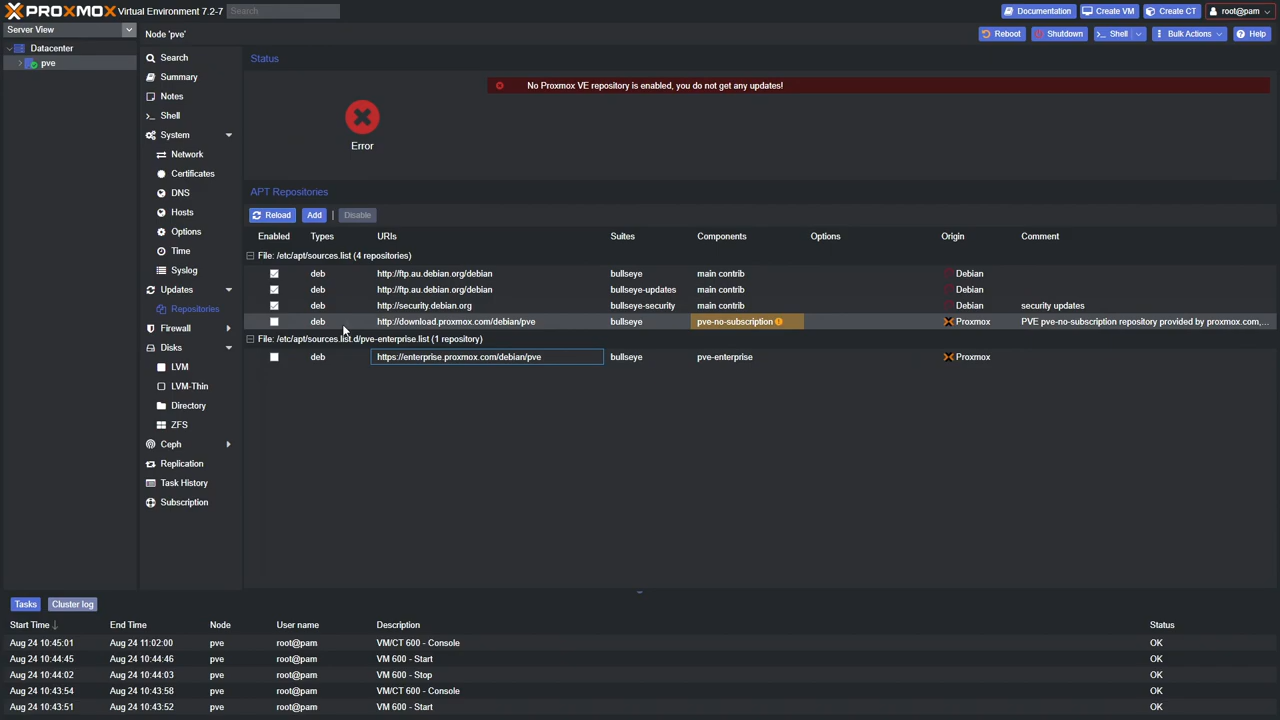 PROXMOX Virtual Environment 7.2-7 Search Documentation Create VM Create CT root@pam
Server View
Node 'pve' Reboot Shutdown Shell Bulk Actions Help
Datacenter
pve
Search
Summary
Notes
Shell
System
Network
Certificates
DNS
Hosts
Options
Time
Syslog
Updates
Repositories
Firewall
Disks
LVM
LVM-Thin
Directory
ZFS
Ceph
Replication
Task History
Subscription
Status
No Proxmox VE repository is enabled, you do not get any updates!
Error
APT Repositories
Reload Add Disable
Enabled Types URIs Suites Components Options Origin Comment
File: /etc/apt/sources.list (4 repositories)
deb http://ftp.au.debian.org/debian bullseye main contrib Debian
deb http://ftp.au.debian.org/debian bullseye-updates main contrib Debian
deb http://security.debian.org bullseye-security main contrib Debian security updates
deb http://download.proxmox.com/debian/pve bullseye pve-no-subscription Proxmox PVE pve-no-subscription repository provided by proxmox.com,...
File: /etc/apt/sources.list.d/pve-enterprise.list (1 repository)
deb https://enterprise.proxmox.com/debian/pve bullseye pve-enterprise Proxmox
Tasks Cluster log
Start Time End Time Node User name Description Status
Aug 24 10:45:01 Aug 24 11:02:00 pve root@pam VM/CT 600 - Console OK
Aug 24 10:44:45 Aug 24 10:44:46 pve root@pam VM 600 - Start OK
Aug 24 10:44:02 Aug 24 10:44:03 pve root@pam VM 600 - Stop OK
Aug 24 10:43:54 Aug 24 10:43:58 pve root@pam VM/CT 600 - Console OK
Aug 24 10:43:51 Aug 24 10:43:52 pve root@pam VM 600 - Start OK